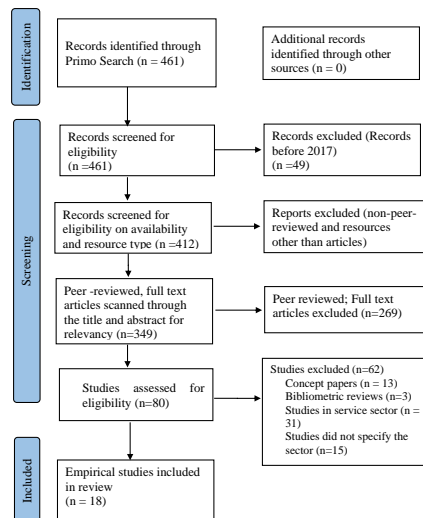 Identification
Records identified through
Primo Search (n = 461)
Additional records
identified through other
sources (n = 0)
Screening
Records screened for
eligibility
(n =461)
Records excluded (Records
before 2017)
(n =49)
Records screened for
eligibility on availability
and resource type (n =412)
Reports excluded (non-peer-
reviewed and resources
other than articles)
Peer -reviewed, full text
articles scanned through
the title and abstract for
relevancy (n=349)
Peer reviewed; Full text
articles excluded (n=269)
Studies assessed for
eligibility (n=80)
Studies excluded (n=62)
Concept papers (n = 13)
Bibliometric reviews (n=3)
Studies in service sector (n =
31)
Studies did not specify the
sector (n=15)
Included
Empirical studies included
in review
(n = 18)